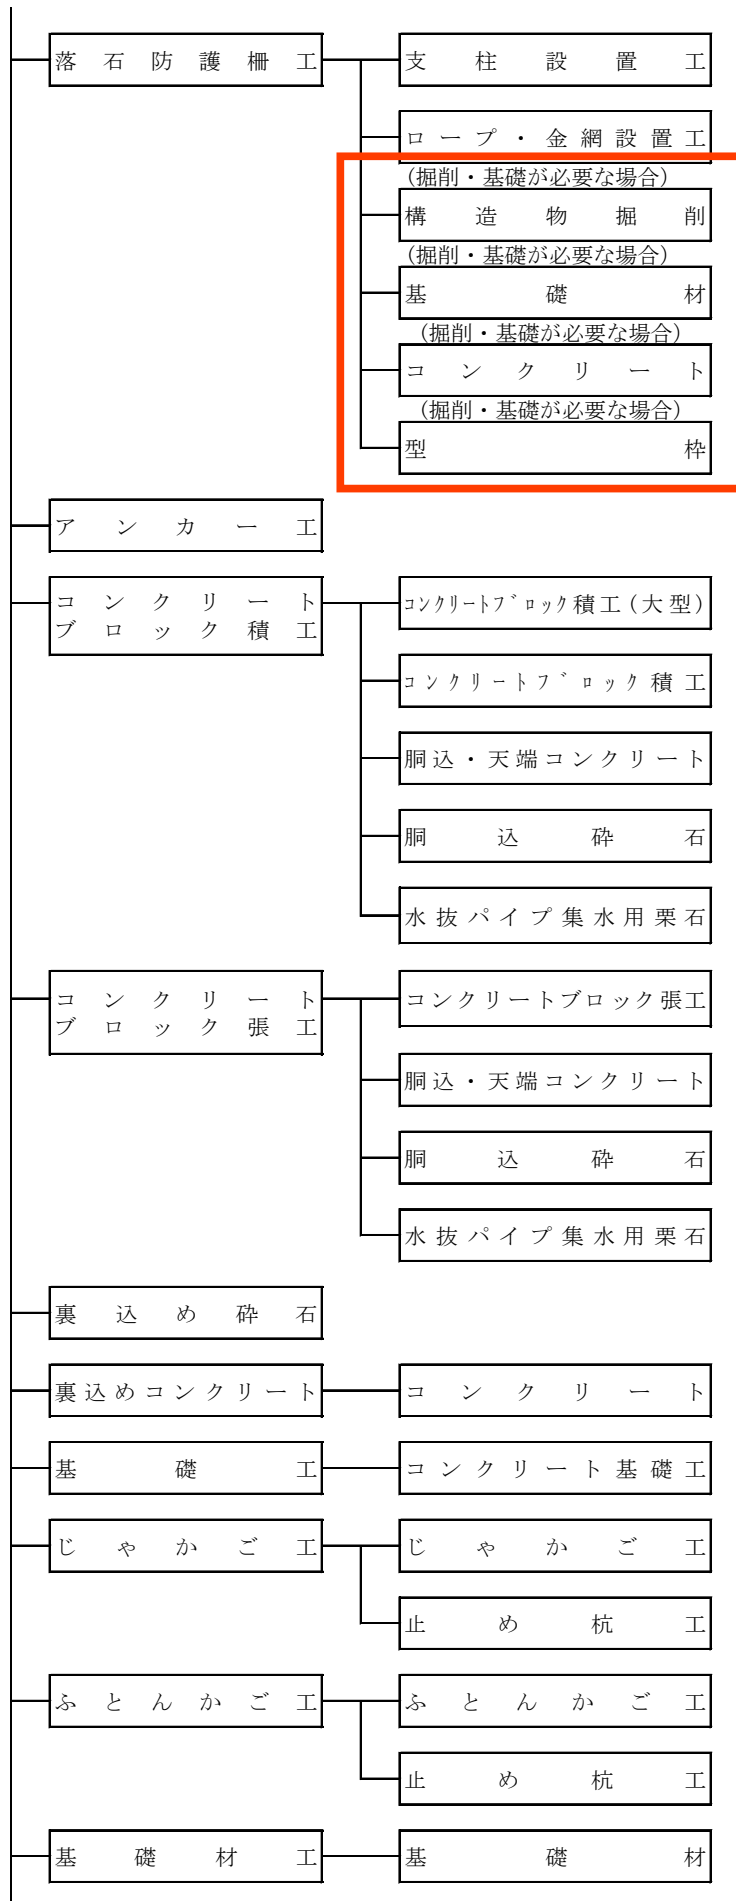 落石防護柵工
支柱設置工
ロープ・金網設置工
(掘削・基礎が必要な場合)
構造物掘削
(掘削・基礎が必要な場合)
基礎材
(掘削・基礎が必要な場合)
コンクリート
(掘削・基礎が必要な場合)
型枠
アンカー工
コンクリート
ブロック積工
コンクリートブロック積工(大型)
コンクリートブロック積工
胴込・天端コンクリート
胴込砕石
水抜パイプ集水用栗石
コンクリート
ブロック張工
コンクリートブロック張工
胴込・天端コンクリート
胴込砕石
水抜パイプ集水用栗石
裏込め砕石
裏込めコンクリート
コンクリート
基礎工
コンクリート基礎工
じゃかご工
じゃかご工
止め杭工
ふとんかご工
ふとんかご工
止め杭工
基礎材工
基礎材